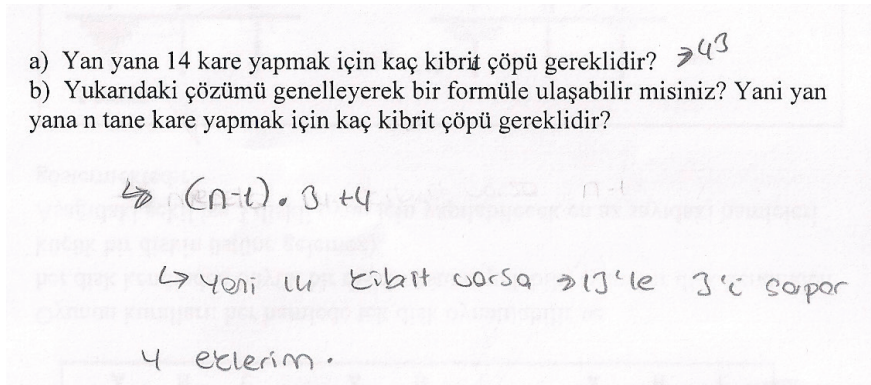 a) Yan yana 14 kare yapmak için kaç kibrit çöpü gereklidir? → 43
b) Yukarıdaki çözümü genelleyerek bir formüle ulaşabilir misiniz? Yani yan
yana n tane kare yapmak için kaç kibrit çöpü gereklidir?
↳ (n-1) . 3 + 4
n-1
↳ yani 14 kibrit varsa → 13'le 3'ü çarpar
4 eklerim.